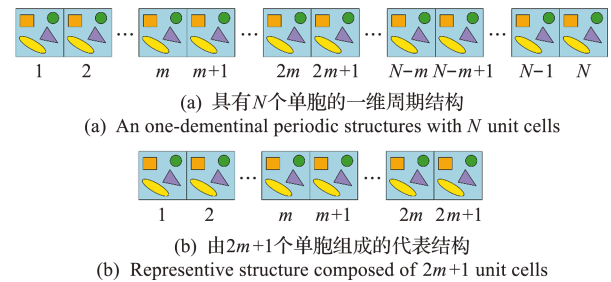 … … … … …
1 2 m m+1 2m 2m+1 N−m N−m+1 N−1 N
(a) 具有N个单胞的一维周期结构
(a) An one-dementinal periodic structures with N unit cells
… …
1 2 m m+1 2m 2m+1
(b) 由2m+1个单胞组成的代表结构
(b) Representive structure composed of 2m+1 unit cells